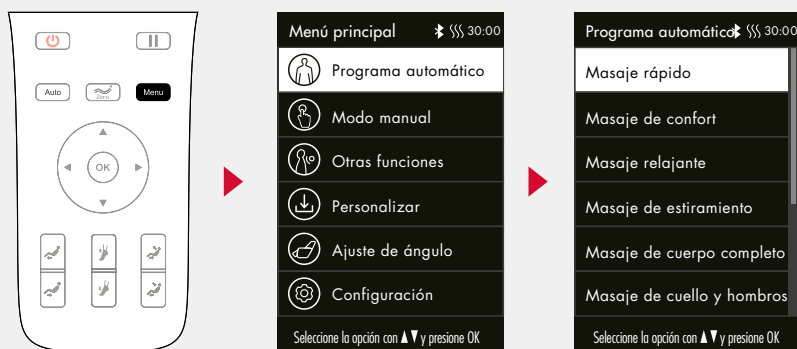 Auto
Zero
Menu
OK
Menú principal 30:00
Programa automático
Modo manual
Otras funciones
Personalizar
Ajuste de ángulo
Configuración
Seleccione la opción con ▲▼ y presione OK
Programa automático 30:00
Masaje rápido
Masaje de confort
Masaje relajante
Masaje de estiramiento
Masaje de cuerpo completo
Masaje de cuello y hombros
Seleccione la opción con ▲▼ y presione OK